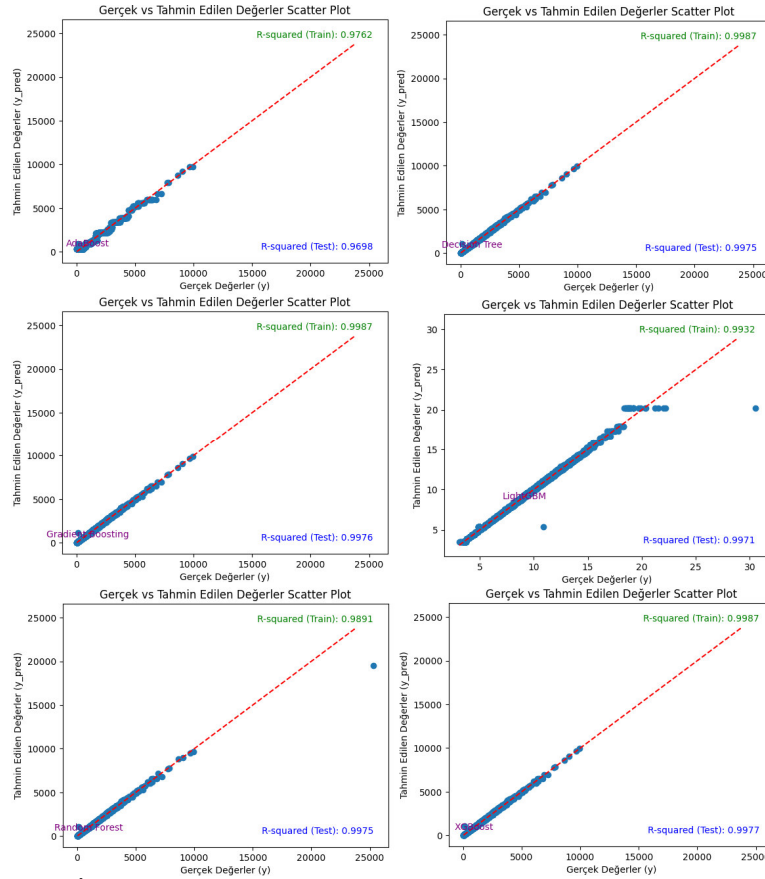 Gerçek vs Tahmin Edilen Değerler Scatter Plot
R-squared (Train): 0.9762
25000
20000
15000
10000
5000
0
Tahmin Edilen Değerler (y_pred)
AdaBoost
R-squared (Test): 0.9698
0 5000 10000 15000 20000 25000
Gerçek Değerler (y)
Gerçek vs Tahmin Edilen Değerler Scatter Plot
R-squared (Train): 0.9987
25000
20000
15000
10000
5000
0
Tahmin Edilen Değerler (y_pred)
Decision Tree
R-squared (Test): 0.9975
0 5000 10000 15000 20000 25000
Gerçek Değerler (y)
Gerçek vs Tahmin Edilen Değerler Scatter Plot
R-squared (Train): 0.9987
25000
20000
15000
10000
5000
0
Tahmin Edilen Değerler (y_pred)
Gradient Boosting
R-squared (Test): 0.9976
0 5000 10000 15000 20000 25000
Gerçek Değerler (y)
Gerçek vs Tahmin Edilen Değerler Scatter Plot
R-squared (Train): 0.9932
30
25
20
15
10
5
Tahmin Edilen Değerler (y_pred)
LightGBM
R-squared (Test): 0.9971
5 10 15 20 25 30
Gerçek Değerler (y)
Gerçek vs Tahmin Edilen Değerler Scatter Plot
R-squared (Train): 0.9891
25000
20000
15000
10000
5000
0
Tahmin Edilen Değerler (y_pred)
Random Forest
R-squared (Test): 0.9975
0 5000 10000 15000 20000 25000
Gerçek Değerler (y)
Gerçek vs Tahmin Edilen Değerler Scatter Plot
R-squared (Train): 0.9987
25000
20000
15000
10000
5000
0
Tahmin Edilen Değerler (y_pred)
XGBoost
R-squared (Test): 0.9977
0 5000 10000 15000 20000 25000
Gerçek Değerler (y)